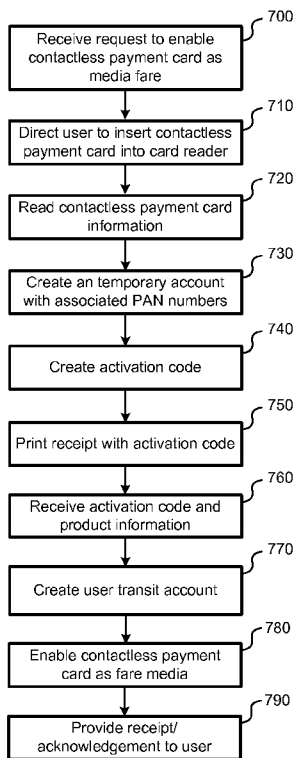 700
Receive request to enable
contactless payment card as
media fare
710
Direct user to insert contactless
payment card into card reader
720
Read contactless payment card
information
730
Create an temporary account
with associated PAN numbers
740
Create activation code
750
Print receipt with activation code
760
Receive activation code and
product information
770
Create user transit account
780
Enable contactless payment
card as fare media
790
Provide receipt/
acknowledgement to user